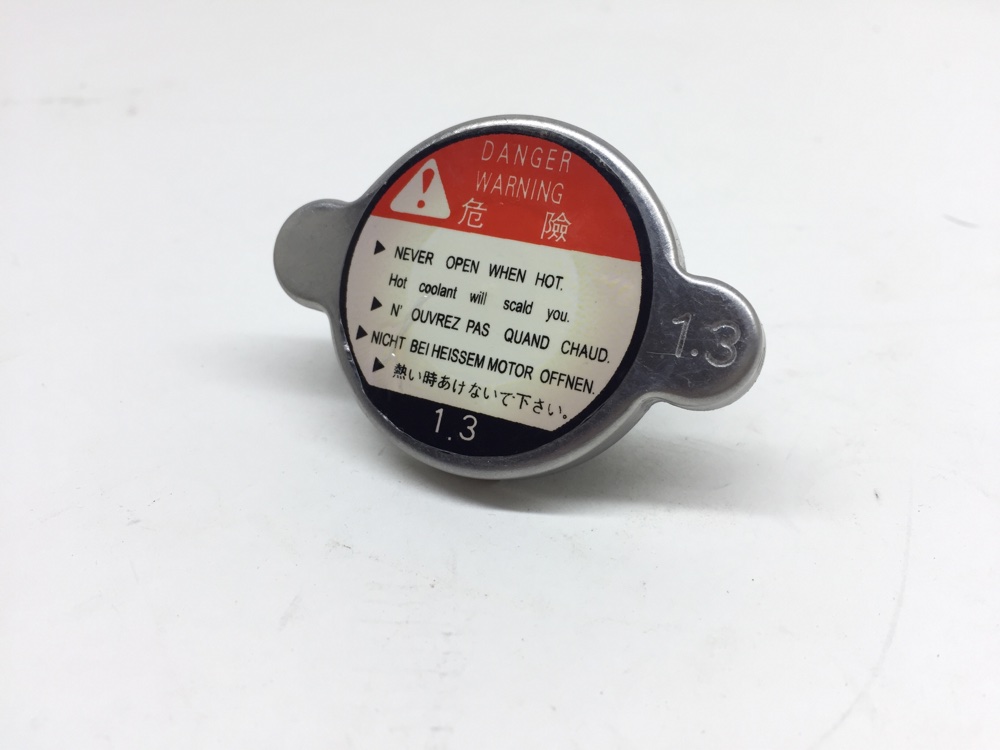 DANGER
WARNING
危 險
NEVER OPEN WHEN HOT.
Hot coolant will scald you.
N' OUVREZ PAS QUAND CHAUD.
NICHT BEI HEISSEM MOTOR OFFNEN.
熱い時あけないで下さい。
1.3
1.3